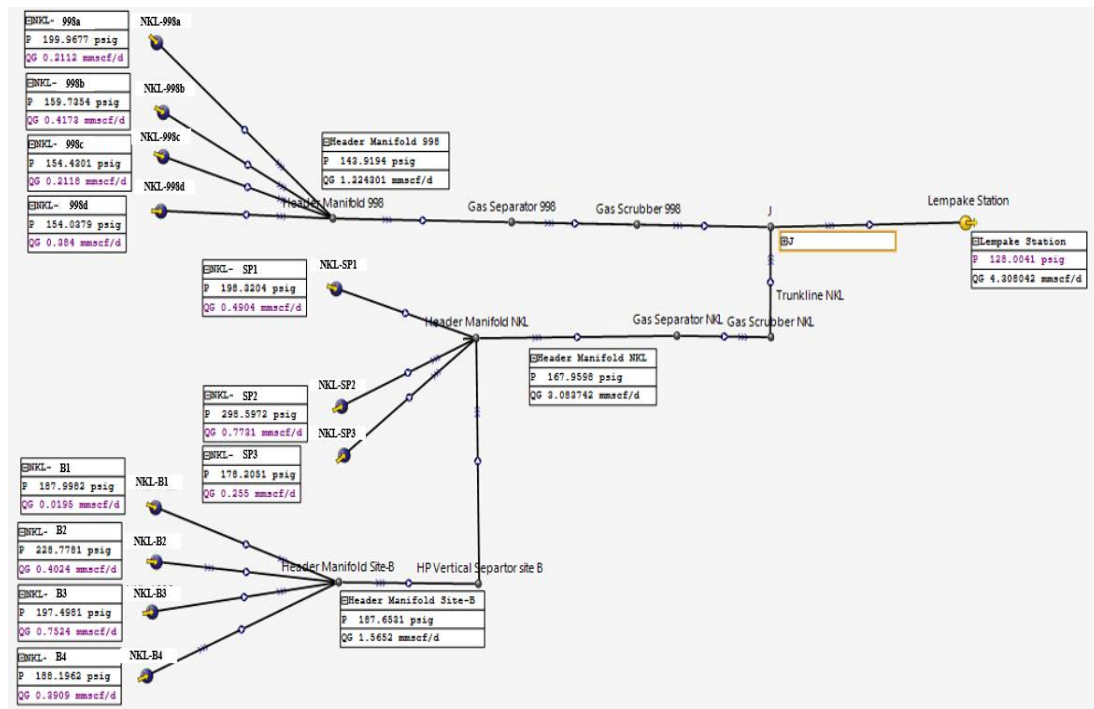 NKL- 998a
P 199.9677 psig
QG 0.2112 mmscf/d
NKL-998a
NKL- 998b
P 159.7354 psig
QG 0.4173 mmscf/d
NKL-998b
NKL- 998c
P 154.4301 psig
QG 0.2118 mmscf/d
NKL-998c
NKL- 998d
P 154.0379 psig
QG 0.384 mmscf/d
NKL-998d
Header Manifold 998
P 143.9194 psig
QG 1.224301 mmscf/d
Header Manifold 998
Gas Separator 998
Gas Scrubber 998
J
J
Lempake Station
Lempake Station
P 128.0041 psig
QG 4.308042 mmscf/d
NKL- SP1
P 198.3204 psig
QG 0.4904 mmscf/d
NKL-SP1
Trunkline NKL
Header Manifold NKL
Gas Separator NKL
Gas Scrubber NKL
Header Manifold NKL
P 167.9598 psig
QG 3.083742 mmscf/d
NKL- SP2
P 298.5972 psig
QG 0.7731 mmscf/d
NKL-SP2
NKL- SP3
P 178.2051 psig
QG 0.255 mmscf/d
NKL-SP3
NKL- B1
P 187.9982 psig
QG 0.0195 mmscf/d
NKL-B1
NKL- B2
P 228.7781 psig
QG 0.4024 mmscf/d
NKL-B2
Header Manifold Site-B
HP Vertical Separtor site B
NKL- B3
P 197.4981 psig
QG 0.7524 mmscf/d
NKL-B3
Header Manifold Site-B
P 187.6531 psig
QG 1.5652 mmscf/d
NKL- B4
P 188.1962 psig
QG 0.3909 mmscf/d
NKL-B4